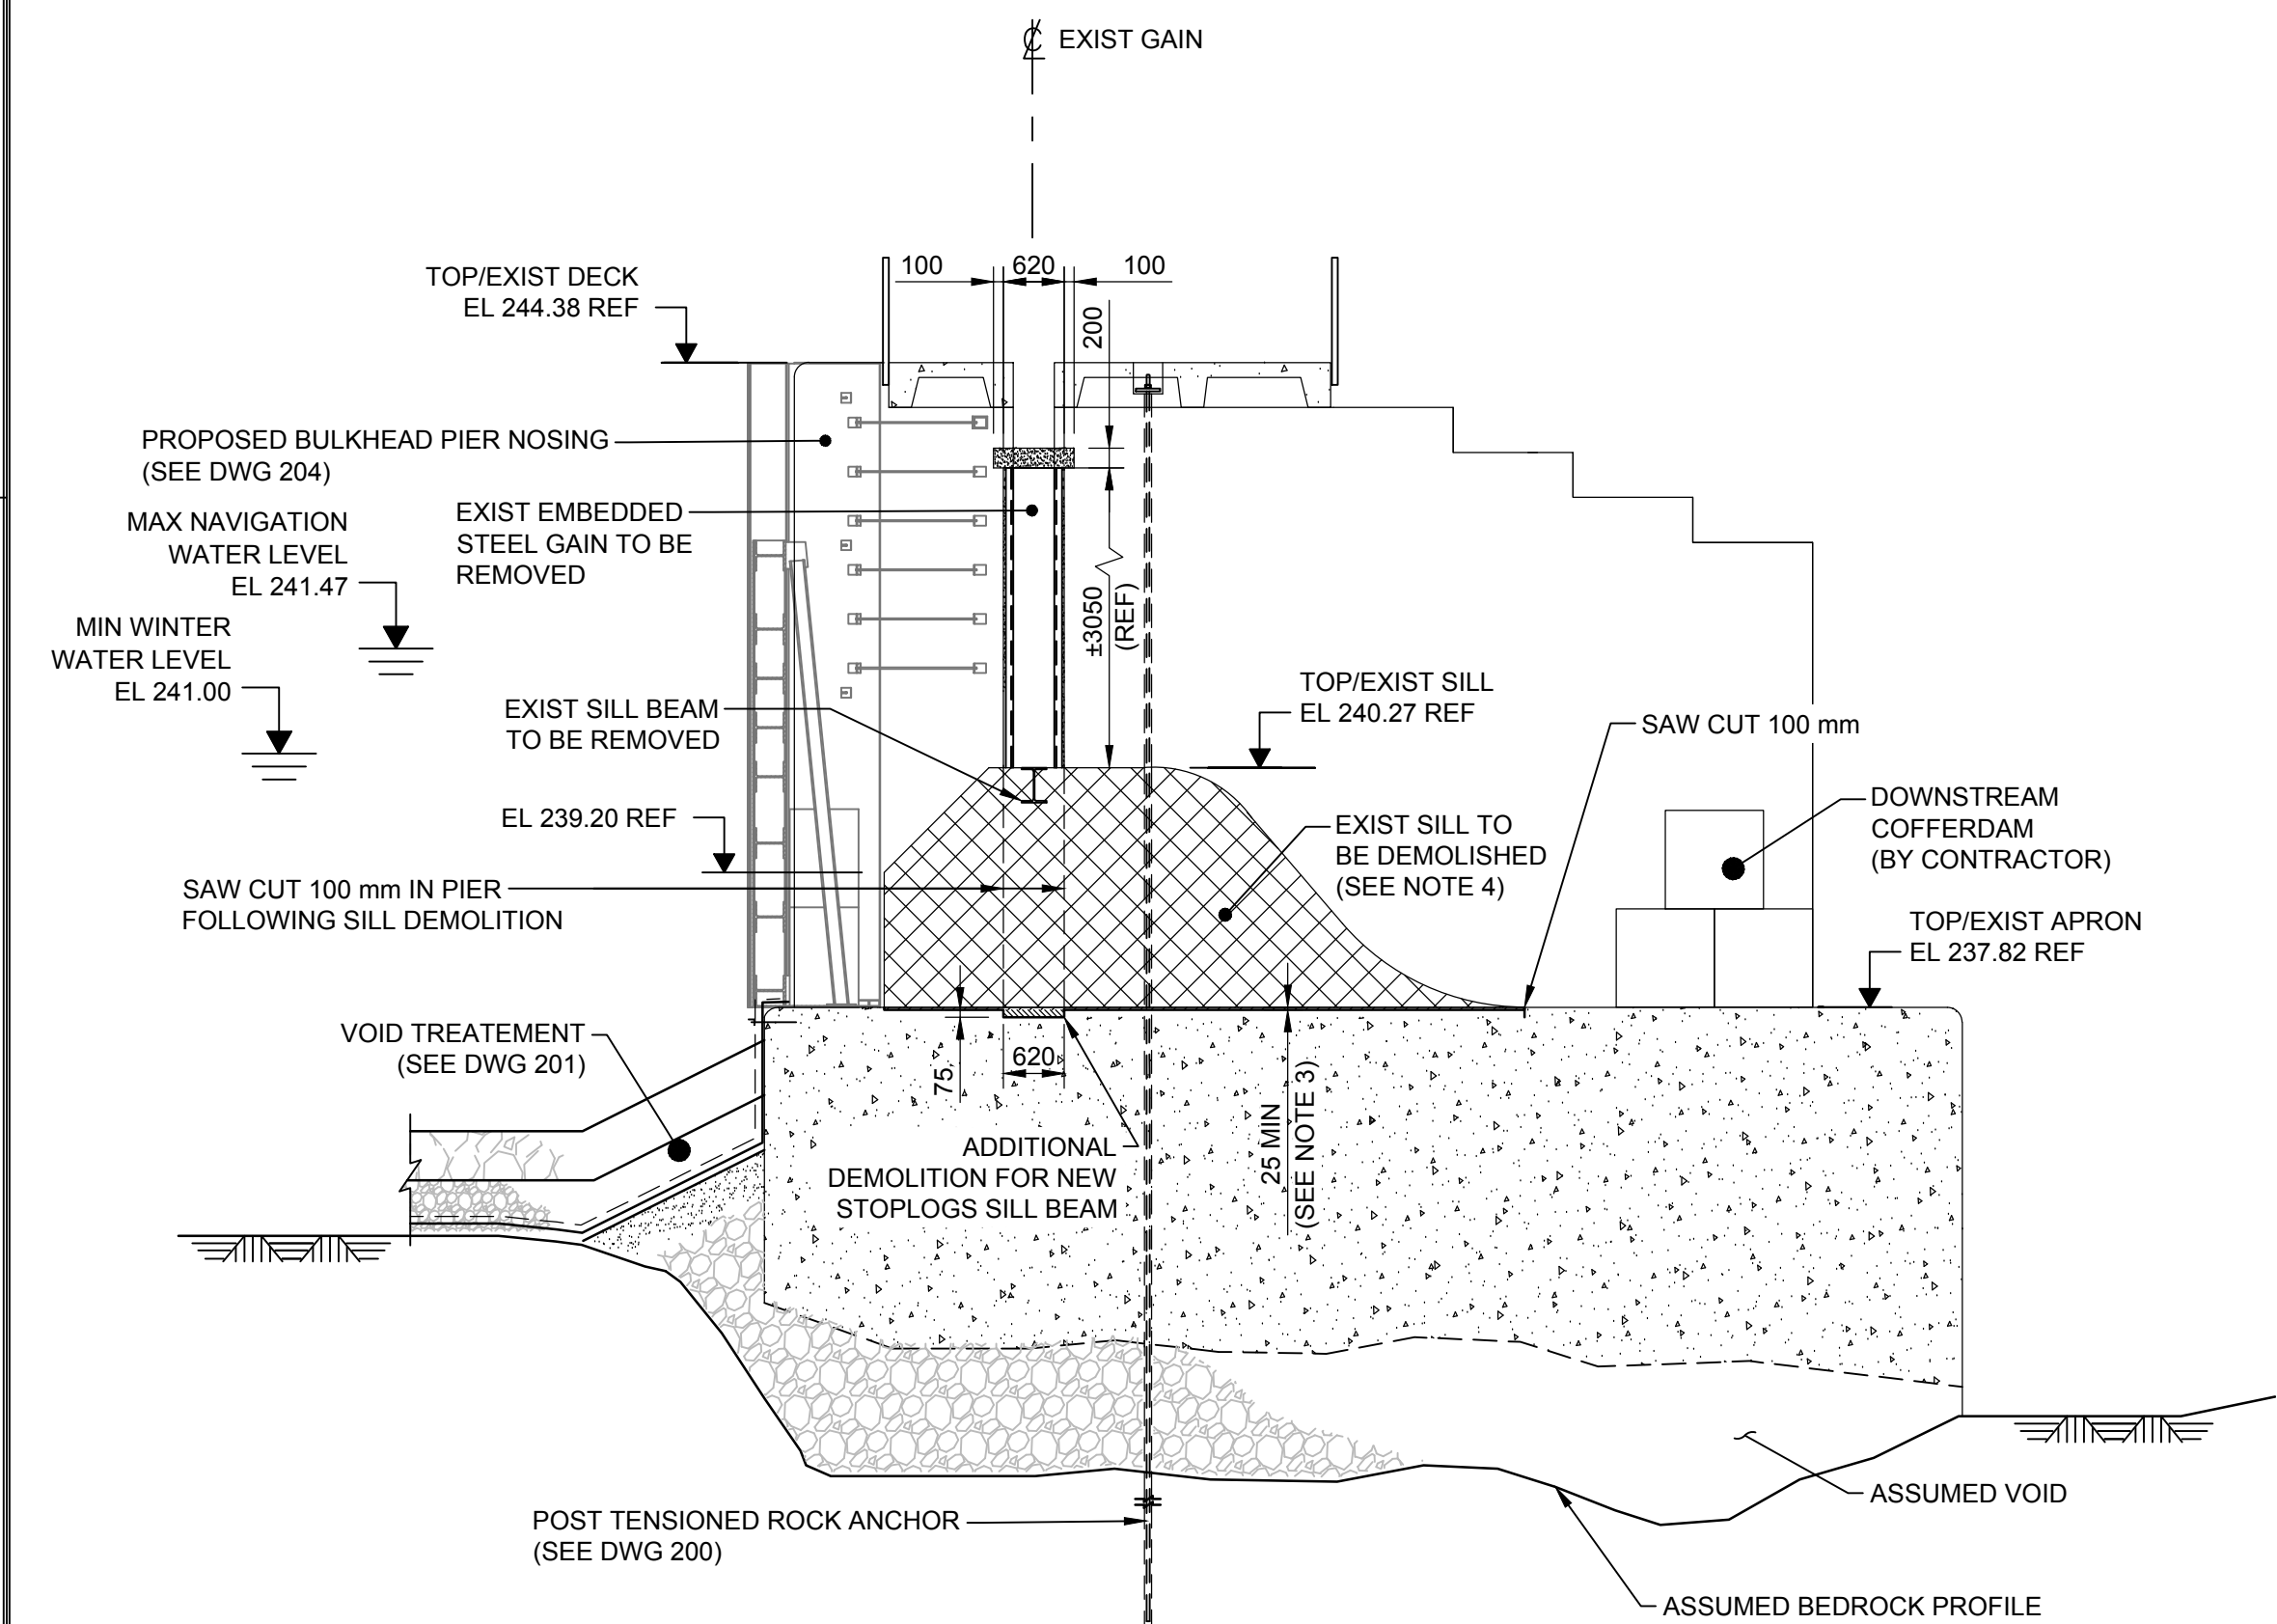 ℄ EXIST GAIN
100
620
100
TOP/EXIST DECK
EL 244.38 REF
200
PROPOSED BULKHEAD PIER NOSING
(SEE DWG 204)
MAX NAVIGATION
WATER LEVEL
EL 241.47
EXIST EMBEDDED
STEEL GAIN TO BE
REMOVED
±3050
(REF)
MIN WINTER
WATER LEVEL
EL 241.00
EXIST SILL BEAM
TO BE REMOVED
TOP/EXIST SILL
EL 240.27 REF
SAW CUT 100 mm
EL 239.20 REF
EXIST SILL TO
BE DEMOLISHED
(SEE NOTE 4)
DOWNSTREAM
COFFERDAM
(BY CONTRACTOR)
SAW CUT 100 mm IN PIER
FOLLOWING SILL DEMOLITION
TOP/EXIST APRON
EL 237.82 REF
VOID TREATEMENT
(SEE DWG 201)
75
620
25 MIN
(SEE NOTE 3)
ADDITIONAL
DEMOLITION FOR NEW
STOPLOGS SILL BEAM
POST TENSIONED ROCK ANCHOR
(SEE DWG 200)
ASSUMED VOID
ASSUMED BEDROCK PROFILE